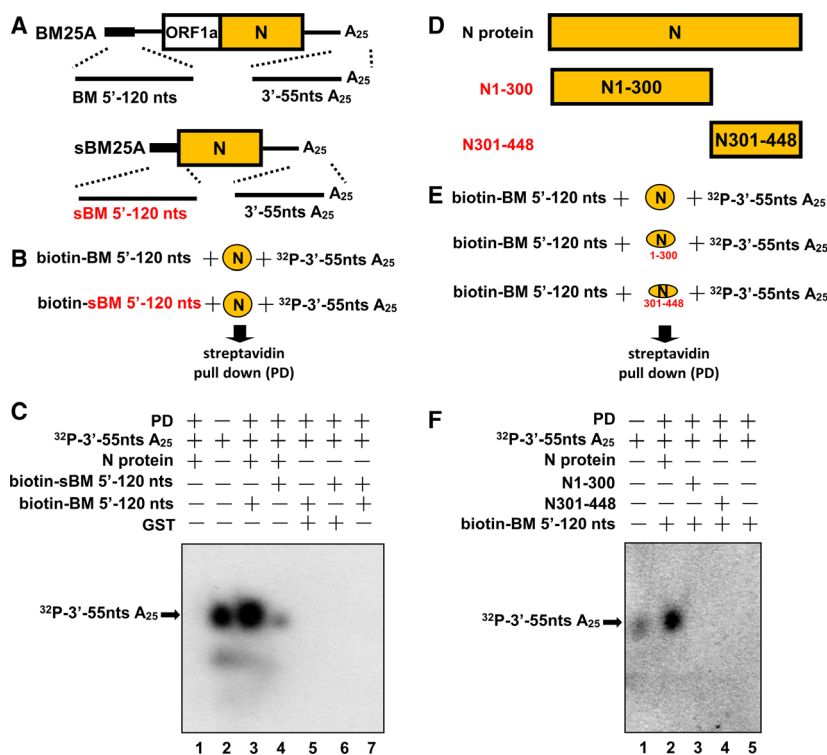 A
BM25A
ORF1a
N
A25
BM 5'-120 nts
3'-55nts A25
sBM25A
N
A25
sBM 5'-120 nts
3'-55nts A25
B
biotin-BM 5'-120 nts + N + 32P-3'-55nts A25
biotin-sBM 5'-120 nts + N + 32P-3'-55nts A25
streptavidin
pull down (PD)
C
PD + – + + + + +
32P-3'-55nts A25 + + + + + + +
N protein + – + + – – –
biotin-sBM 5'-120 nts – – – + – + +
biotin-BM 5'-120 nts – – + – + – +
GST – – – – + + –
32P-3'-55nts A25
1 2 3 4 5 6 7
D
N protein
N
N1-300
N1-300
N301-448
N301-448
E
biotin-BM 5'-120 nts + N + 32P-3'-55nts A25
biotin-BM 5'-120 nts + N + 32P-3'-55nts A25
1-300
biotin-BM 5'-120 nts + N + 32P-3'-55nts A25
301-448
streptavidin
pull down (PD)
F
PD – + + + +
32P-3'-55nts A25 + + + + +
N protein – + – – –
N1-300 – – + – –
N301-448 – – – + –
biotin-BM 5'-120 nts – + + + +
32P-3'-55nts A25
1 2 3 4 5